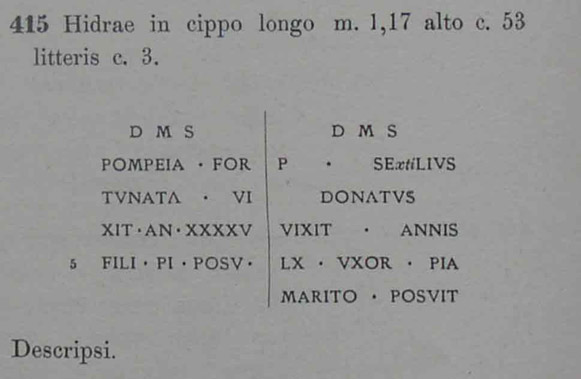 415 Hidrae in cippo longo m. 1,17 alto c. 53
litteris c. 3.
D M S
POMPEIA · FOR
TVNATA · VI
XIT · AN · XXXXV
5 FILI · PI · POSV ·
D M S
P · SExtiLIVS
DONATVS
VIXIT · ANNIS
LX · VXOR · PIA
MARITO · POSVIT
Descripsi.